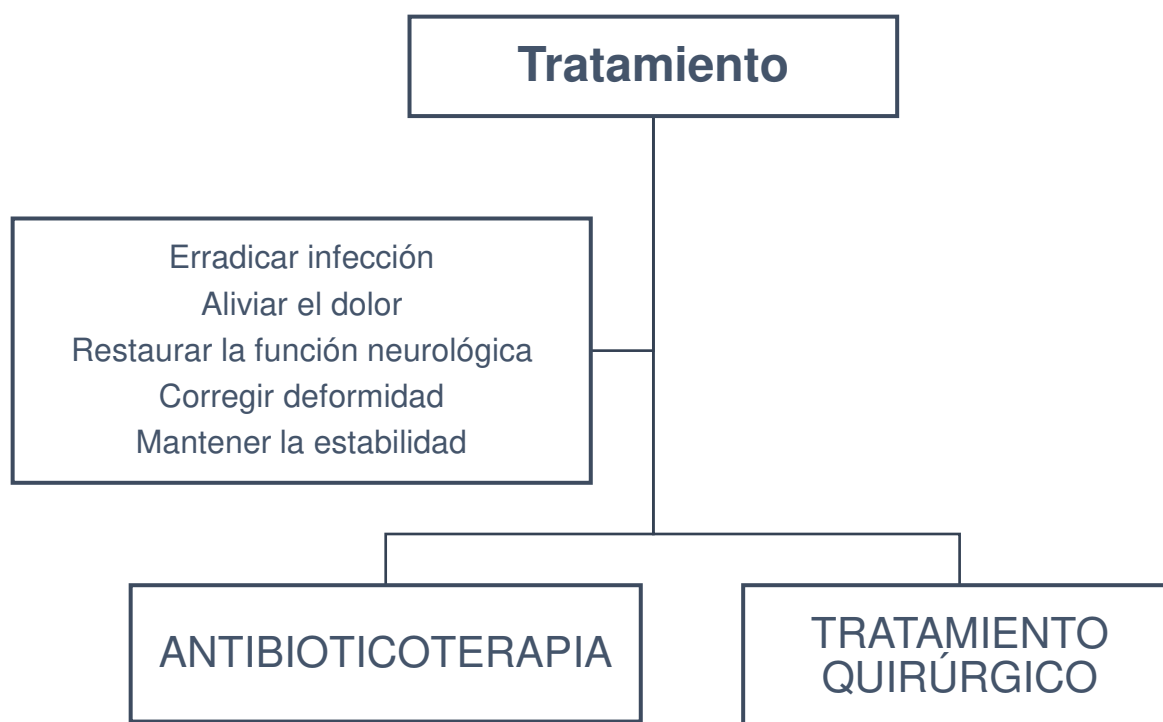 Tratamiento
Erradicar infección
Aliviar el dolor
Restaurar la función neurológica
Corregir deformidad
Mantener la estabilidad
ANTIBIOTICOTERAPIA
TRATAMIENTO
QUIRÚRGICO